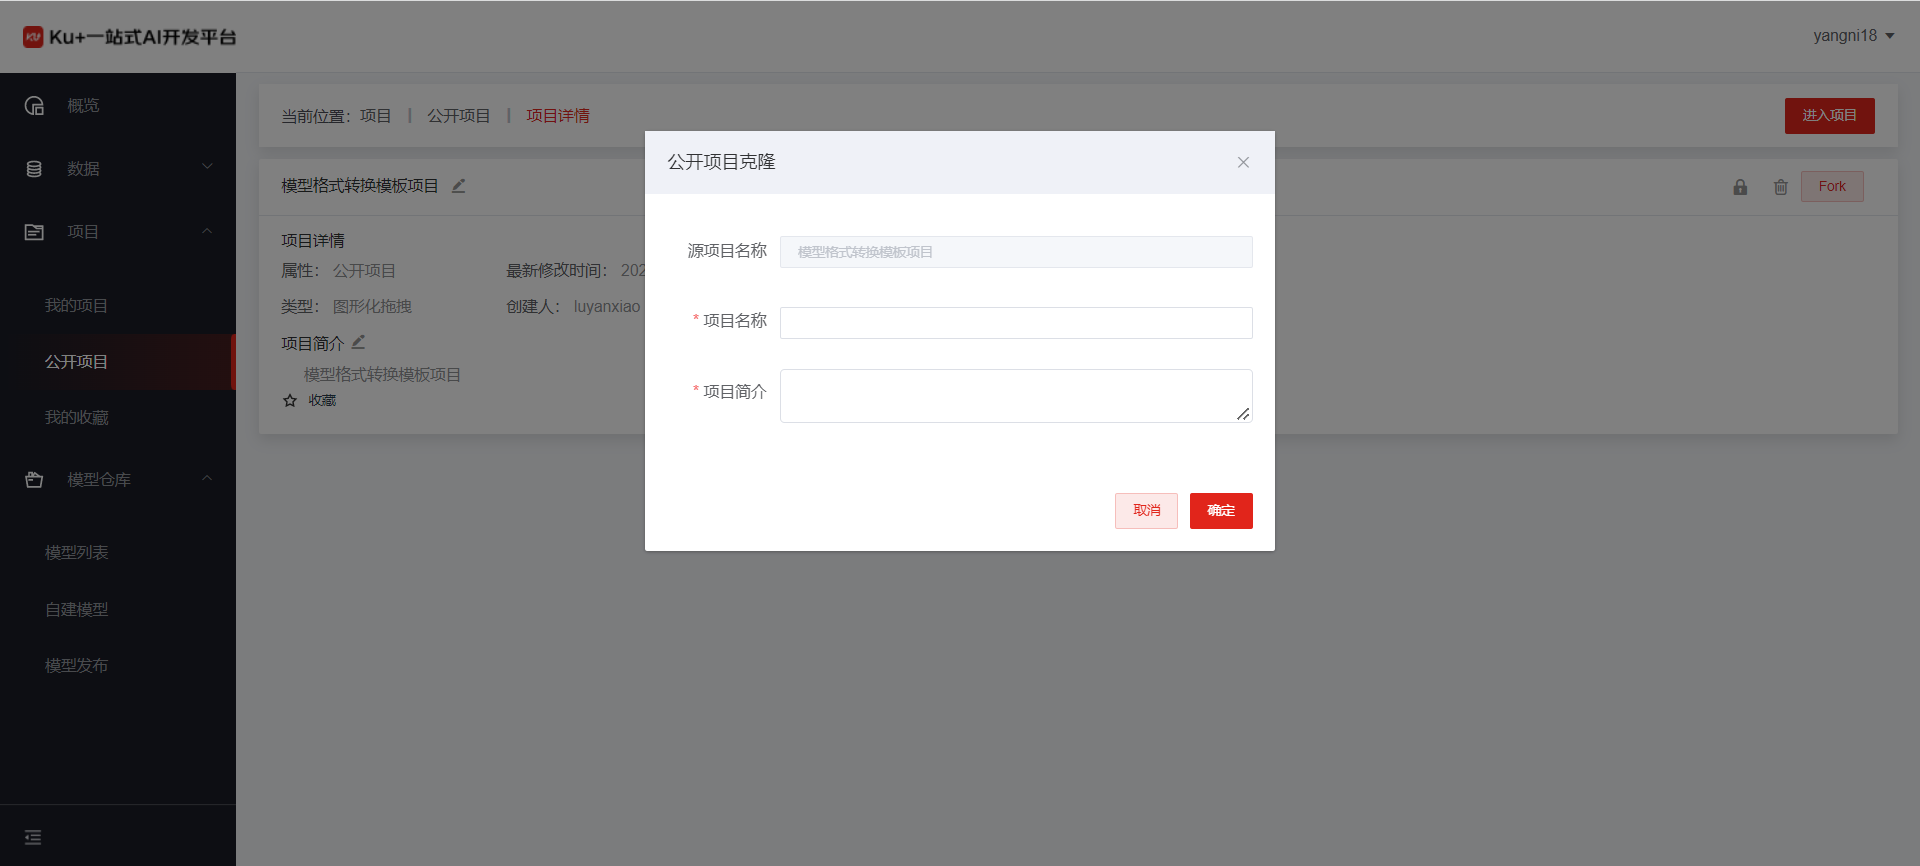 Ku+一站式AI开发平台
yangni18
概览
数据
项目
我的项目
公开项目
我的收藏
模型仓库
模型列表
自建模型
模型发布
当前位置：项目 | 公开项目 | 项目详情
进入项目
模型格式转换模板项目
Fork
项目详情
属性： 公开项目
最新修改时间： 202
类型： 图形化拖拽
创建人： luyanxiao
项目简介
模型格式转换模板项目
收藏
公开项目克隆
源项目名称 模型格式转换模板项目
* 项目名称
* 项目简介
取消
确定